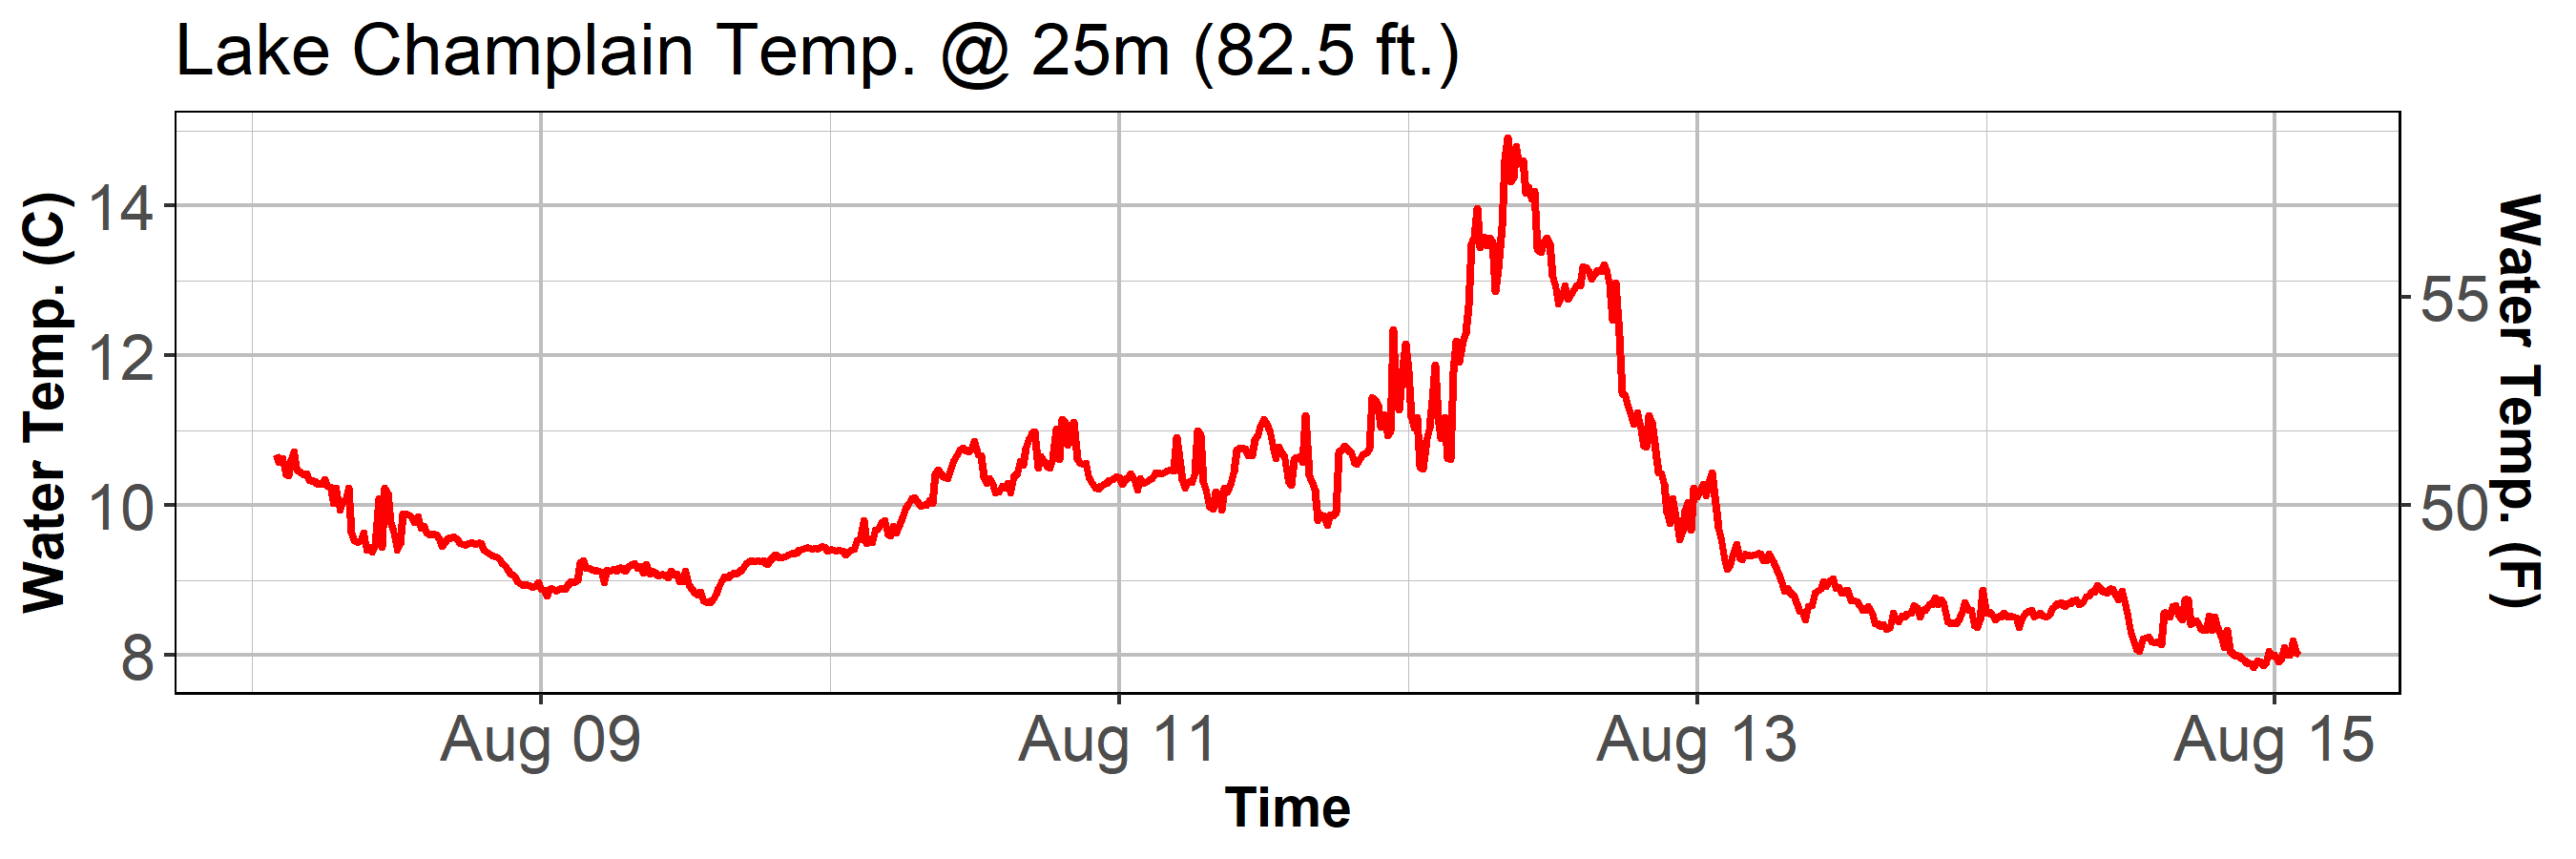 Lake Champlain Temp. @ 25m (82.5 ft.)
Water Temp. (C)
14
12
10
8
55
50
Water Temp. (F)
Aug 09
Aug 11
Aug 13
Aug 15
Time